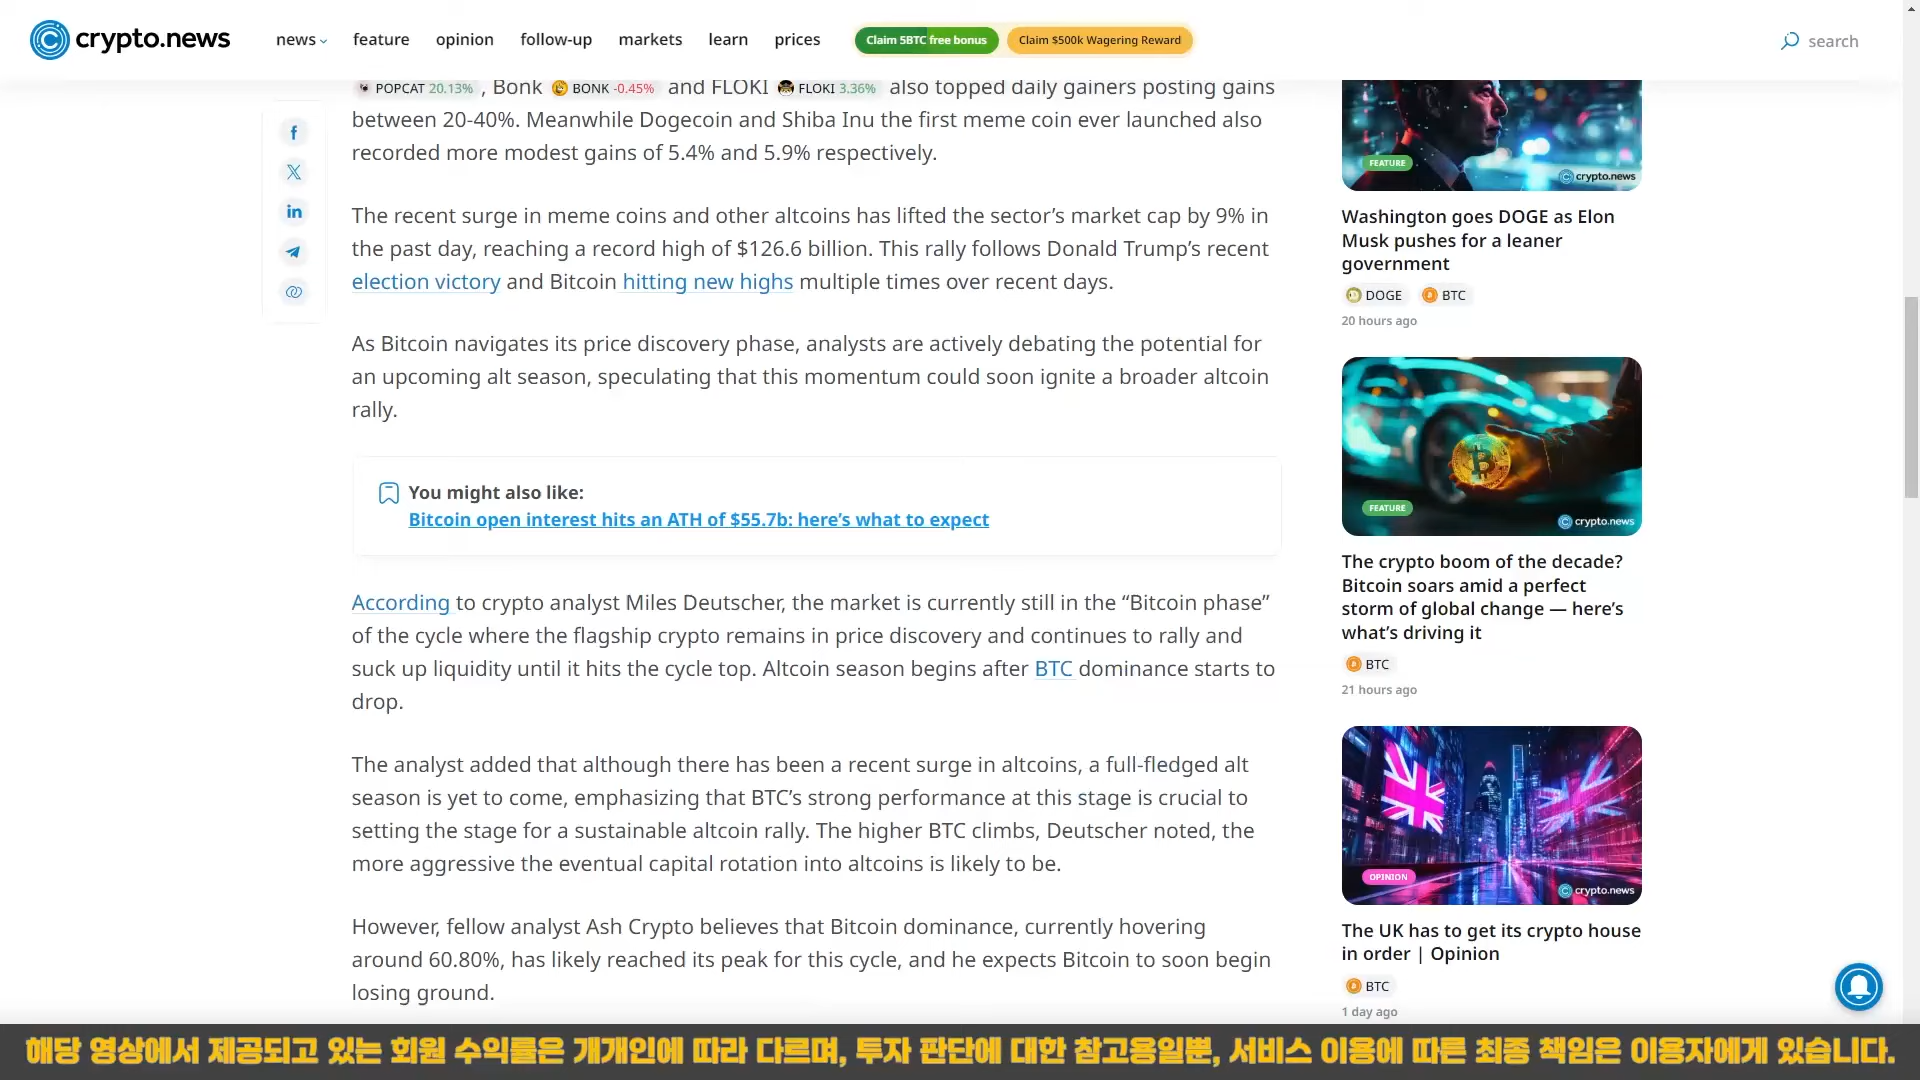 crypto.news
news
feature
opinion
follow-up
markets
learn
prices
Claim 5BTC free bonus
Claim $500k Wagering Reward
search
POPCAT 20.13% , Bonk BONK -0.45% and FLOKI FLOKI 3.36% also topped daily gainers posting gains
between 20-40%. Meanwhile Dogecoin and Shiba Inu the first meme coin ever launched also
recorded more modest gains of 5.4% and 5.9% respectively.
The recent surge in meme coins and other altcoins has lifted the sector’s market cap by 9% in
the past day, reaching a record high of $126.6 billion. This rally follows Donald Trump’s recent
election victory and Bitcoin hitting new highs multiple times over recent days.
As Bitcoin navigates its price discovery phase, analysts are actively debating the potential for
an upcoming alt season, speculating that this momentum could soon ignite a broader altcoin
rally.
You might also like:
Bitcoin open interest hits an ATH of $55.7b: here’s what to expect
According to crypto analyst Miles Deutscher, the market is currently still in the “Bitcoin phase”
of the cycle where the flagship crypto remains in price discovery and continues to rally and
suck up liquidity until it hits the cycle top. Altcoin season begins after BTC dominance starts to
drop.
The analyst added that although there has been a recent surge in altcoins, a full-fledged alt
season is yet to come, emphasizing that BTC’s strong performance at this stage is crucial to
setting the stage for a sustainable altcoin rally. The higher BTC climbs, Deutscher noted, the
more aggressive the eventual capital rotation into altcoins is likely to be.
However, fellow analyst Ash Crypto believes that Bitcoin dominance, currently hovering
around 60.80%, has likely reached its peak for this cycle, and he expects Bitcoin to soon begin
losing ground.
FEATURE
crypto.news
Washington goes DOGE as Elon
Musk pushes for a leaner
government
DOGE BTC
20 hours ago
FEATURE
crypto.news
The crypto boom of the decade?
Bitcoin soars amid a perfect
storm of global change — here’s
what’s driving it
BTC
21 hours ago
OPINION
crypto.news
The UK has to get its crypto house
in order | Opinion
BTC
1 day ago
해당 영상에서 제공되고 있는 회원 수익률은 개개인에 따라 다르며, 투자 판단에 대한 참고용일뿐, 서비스 이용에 따른 최종 책임은 이용자에게 있습니다.